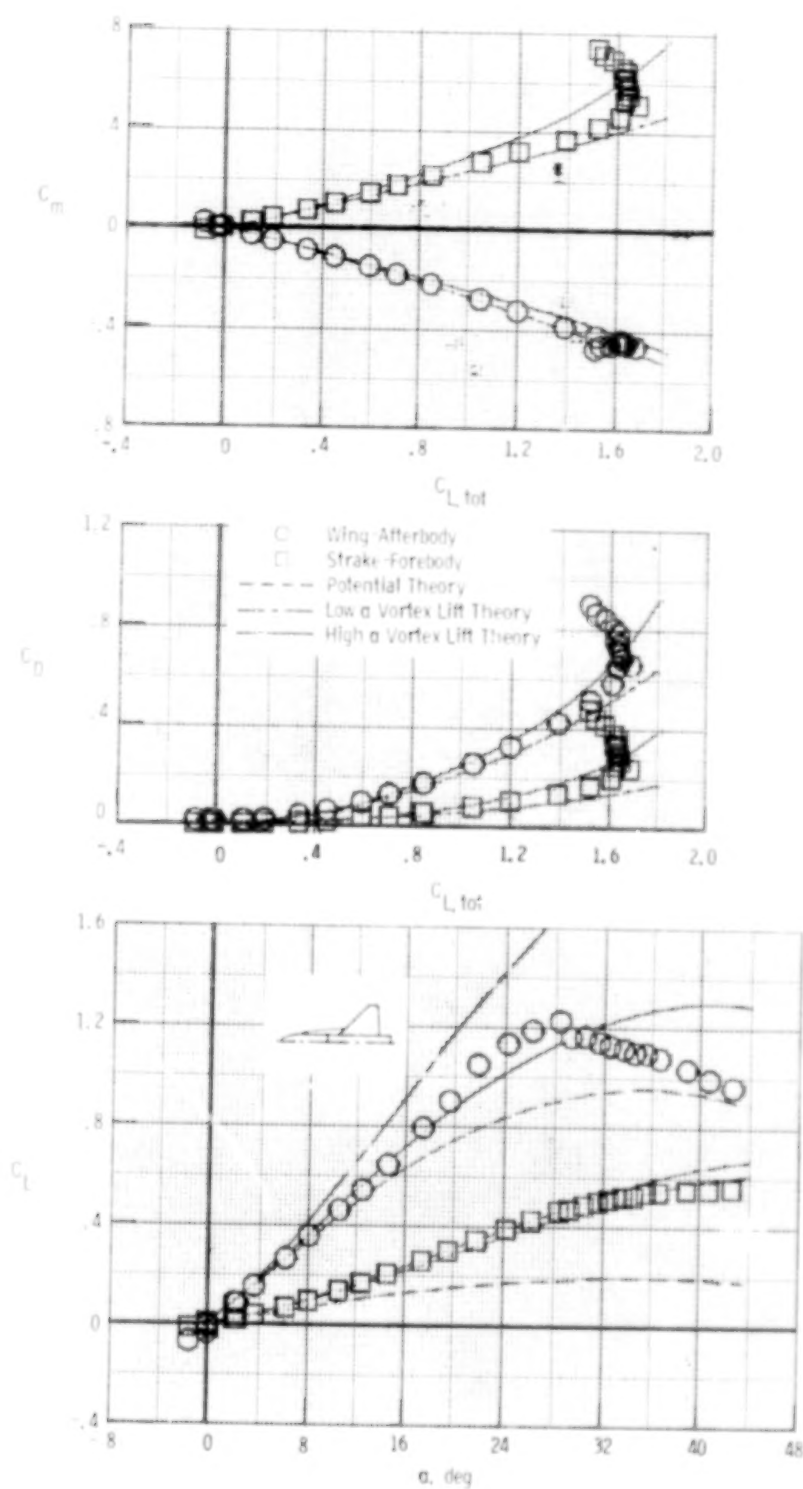 .8
.4
C_m
0
-.4
.8
-.4 0 .4 .8 1.2 1.6 2.0
C_L, tot
1.2
○ Wing-Afterbody
□ Strake-Forebody
Potential Theory
Low α Vortex Lift Theory
High α Vortex Lift Theory
.8
C_D
.4
0
-.4 0 .4 .8 1.2 1.6 2.0
C_L, tot
1.6
1.2
.8
C_L
.4
0
-.4
-8 0 8 16 24 32 40 48
α, deg